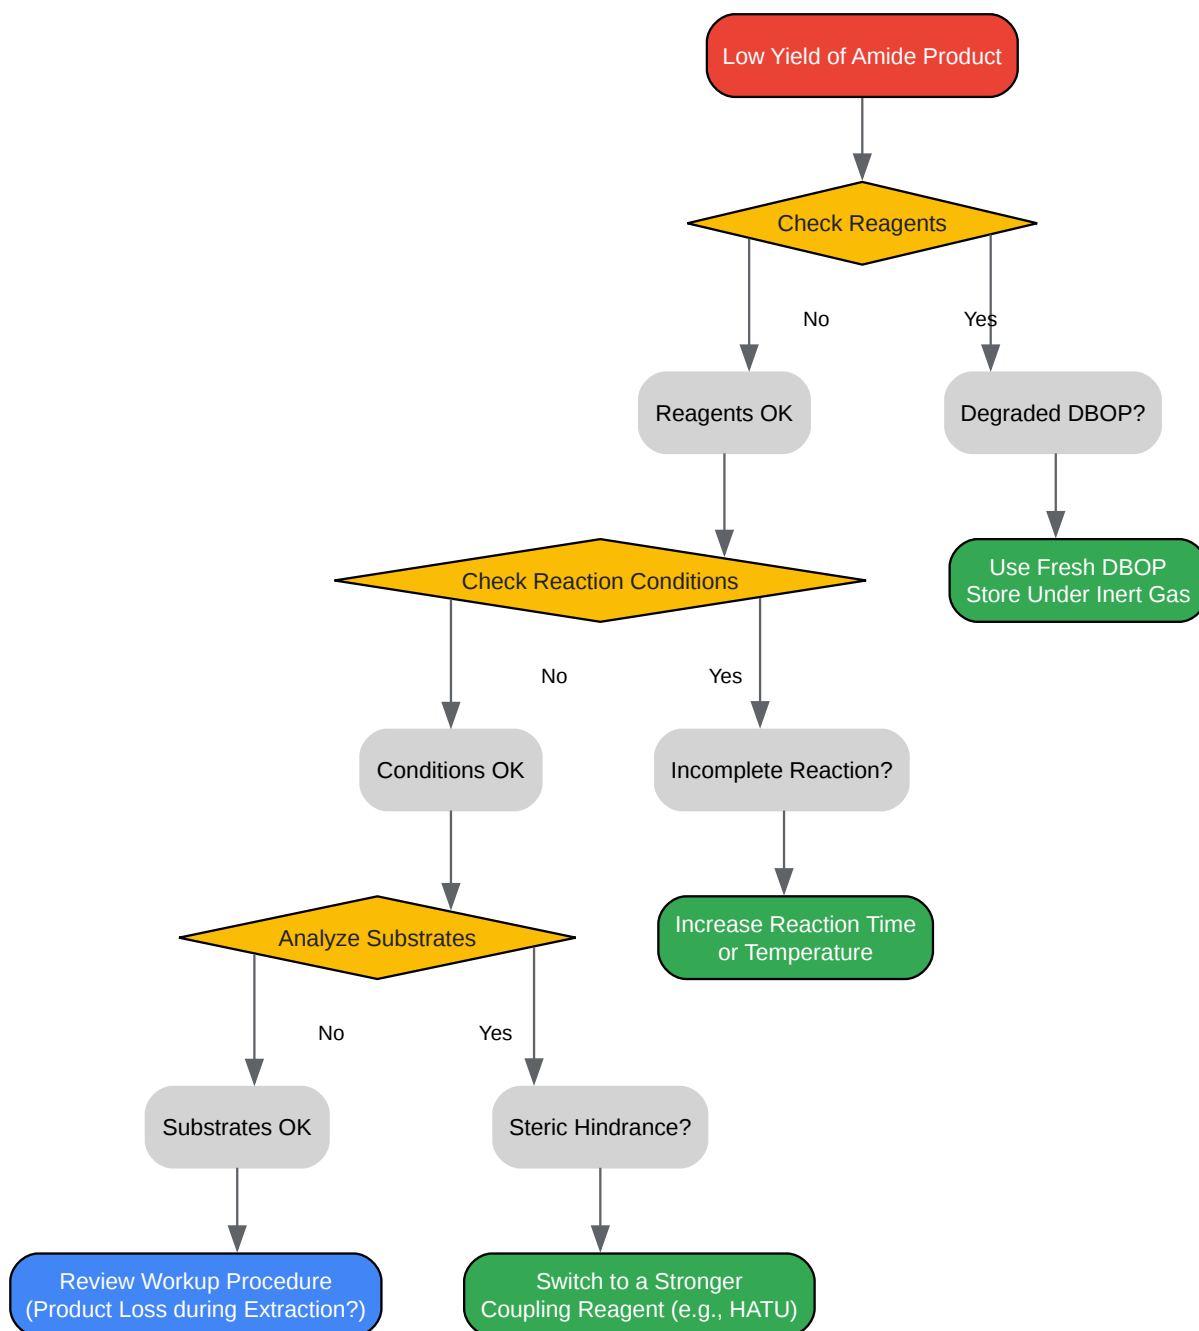 Low Yield of Amide Product
Check Reagents
No
Yes
Reagents OK
Degraded DBOP?
Use Fresh DBOP
Store Under Inert Gas
Check Reaction Conditions
No
Yes
Conditions OK
Incomplete Reaction?
Increase Reaction Time
or Temperature
Analyze Substrates
No
Yes
Substrates OK
Steric Hindrance?
Review Workup Procedure
(Product Loss during Extraction?)
Switch to a Stronger
Coupling Reagent (e.g., HATU)